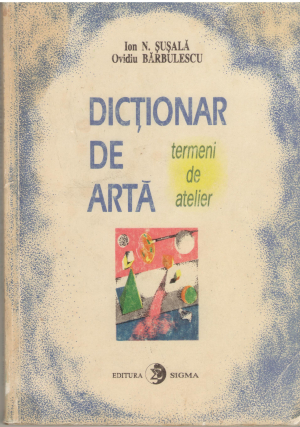 Ion N. ŞUŞALĂ
Ovidiu BĂRBULESCU
DICŢIONAR
DE
ARTĂ
termeni
de
atelier
EDITURA SIGMA